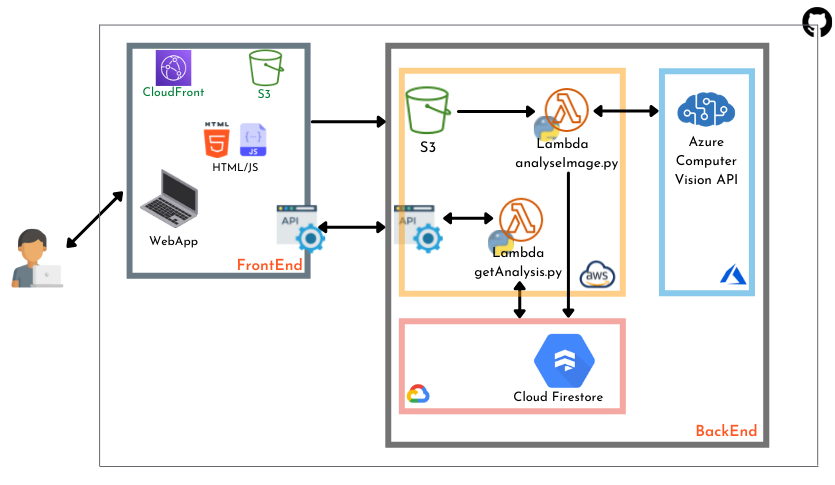 CloudFront
S3
HTML
JS
HTML/JS
WebApp
API
FrontEnd
S3
Lambda
analyseImage.py
API
Lambda
getAnalysis.py
aws
Azure
Computer
Vision API
Cloud Firestore
BackEnd